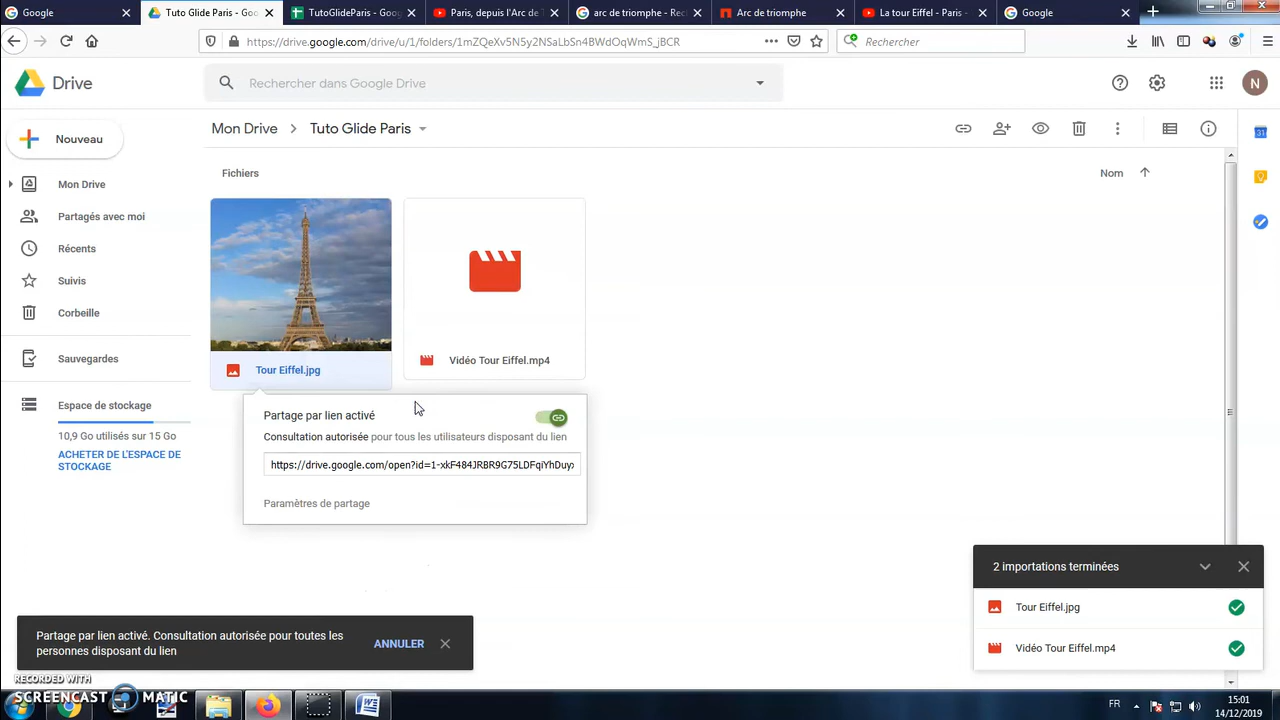 Google
Tuto Glide Paris - Goo
TutoGlideParis - Google
Paris, depuis l'Arc de T
arc de triomphe - Rec
Arc de triomphe
La tour Eiffel - Paris -
Google
https://drive.google.com/drive/u/1/folders/1mZQeXv5N5y2NSaLbSn4BWdOqWmS_jBCR
Rechercher
Drive
Rechercher dans Google Drive
N
Nouveau
Mon Drive
Tuto Glide Paris
Mon Drive
Partagés avec moi
Récents
Suivis
Corbeille
Sauvegardes
Espace de stockage
10,9 Go utilisés sur 15 Go
ACHETER DE L'ESPACE DE
STOCKAGE
Fichiers
Nom
31
Tour Eiffel.jpg
Vidéo Tour Eiffel.mp4
Partage par lien activé
Consultation autorisée pour tous les utilisateurs disposant du lien
https://drive.google.com/open?id=1-xkF484JRBR9G75LDFqiYhDuy
Paramètres de partage
2 importations terminées
Tour Eiffel.jpg
Vidéo Tour Eiffel.mp4
Partage par lien activé. Consultation autorisée pour toutes les
personnes disposant du lien
ANNULER
RECORDED WITH
SCREENCAST MATIC
FR
15:01
14/12/2019